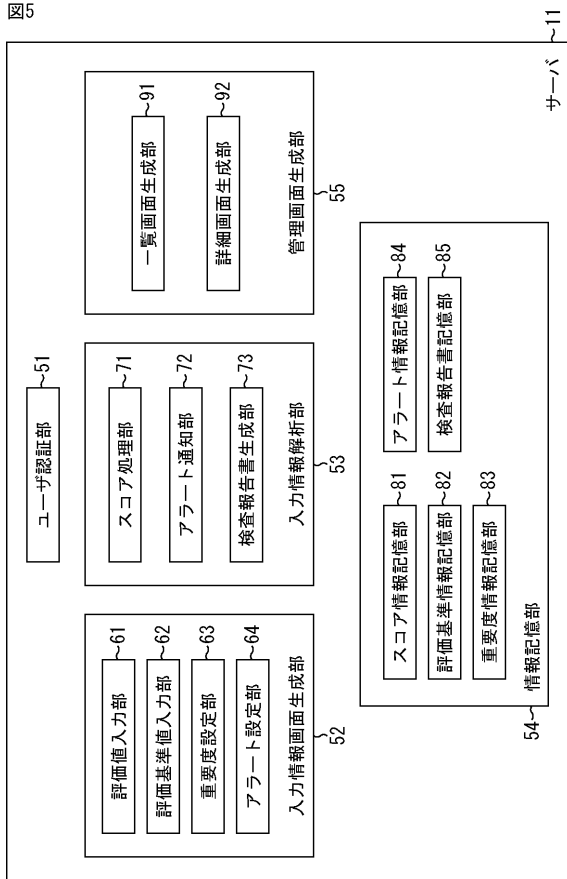 図5
ユーザ認証部 51
評価値入力部 61
評価基準値入力部 62
重要度設定部 63
アラート設定部 64
入力情報画面生成部
52
スコア処理部 71
アラート通知部 72
検査報告書生成部 73
入力情報解析部
53
一覧画面生成部 91
詳細画面生成部 92
管理画面生成部
55
スコア情報記憶部 81
評価基準情報記憶部 82
重要度情報記憶部 83
アラート情報記憶部 84
検査報告書記憶部 85
情報記憶部
54
サーバ 11